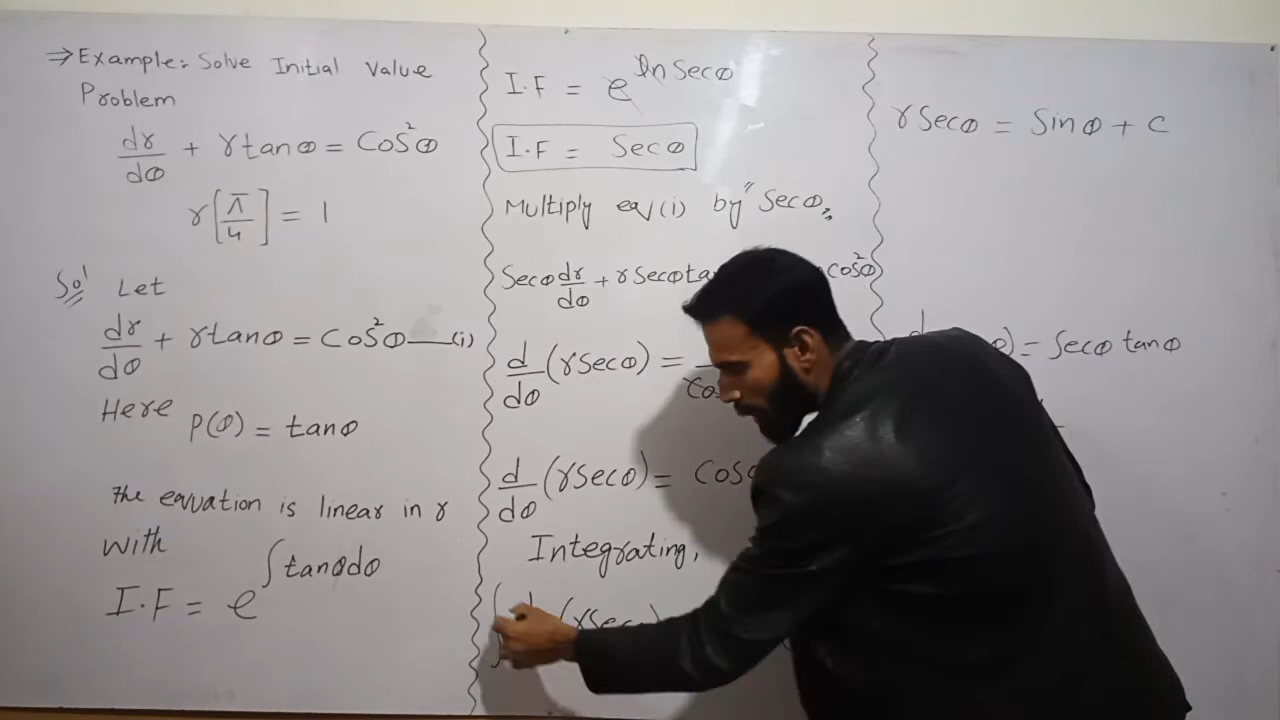 ⇒ Example: Solve Initial Value
Problem
dr/dθ + r tanθ = Cos²θ
r[π/4] = 1
Sol Let
dr/dθ + r tanθ = Cos²θ —(i)
Here P(θ) = tanθ
The equation is linear in r
With
I.F = e^∫tanθdθ
I.F = e^ln Secθ
I.F = Secθ
Multiply eq(i) by "Secθ"
Secθ dr/dθ + r Secθ cos²θ
d/dθ (r secθ) =
d/dθ (r secθ) =
Integrating,
r Secθ = Sinθ + C
= Secθ tanθ